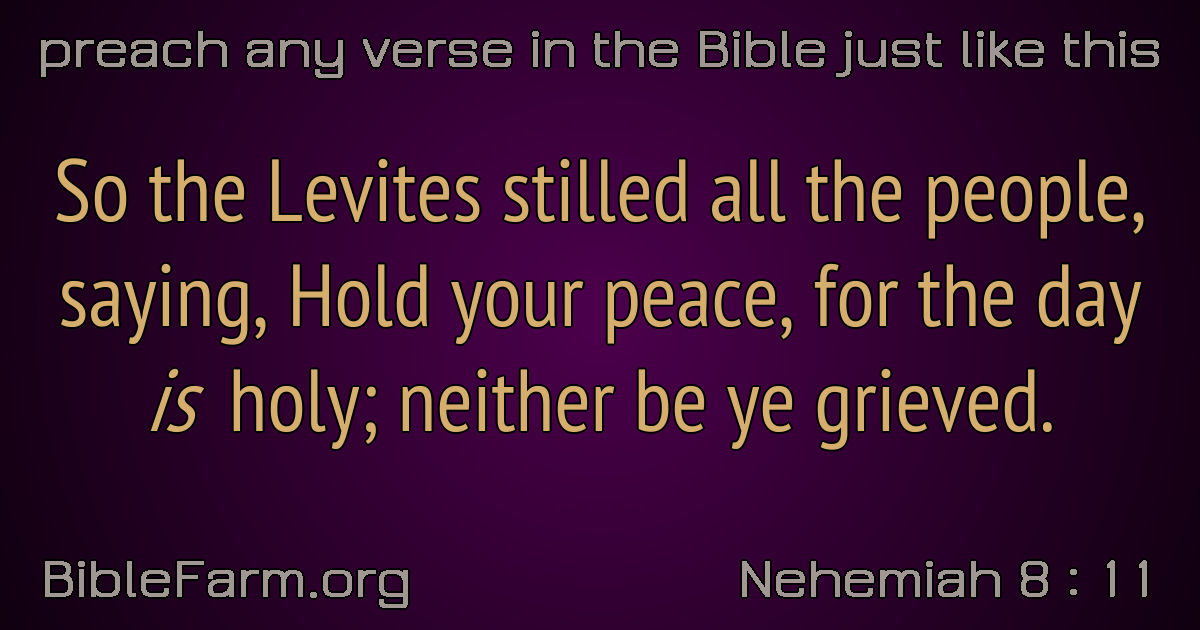 preach any verse in the Bible just like this
So the Levites stilled all the people,
saying, Hold your peace, for the day
is holy; neither be ye grieved.
BibleFarm.org
Nehemiah 8 : 11